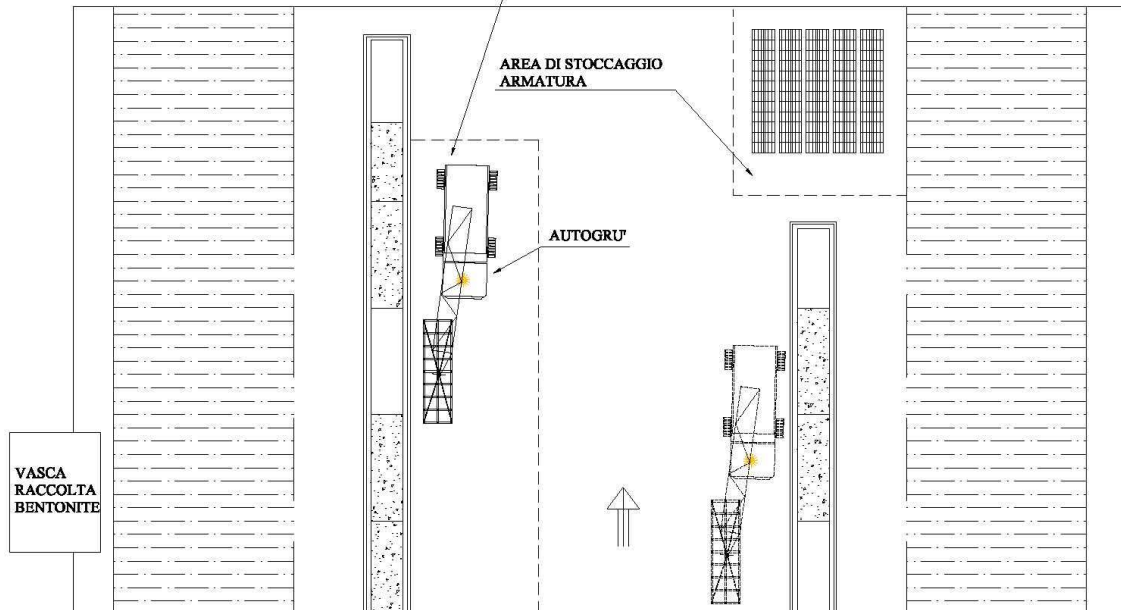 AREA DI STOCCAGGIO
ARMATURA
AUTOGRU'
VASCA
RACCOLTA
BENTONITE